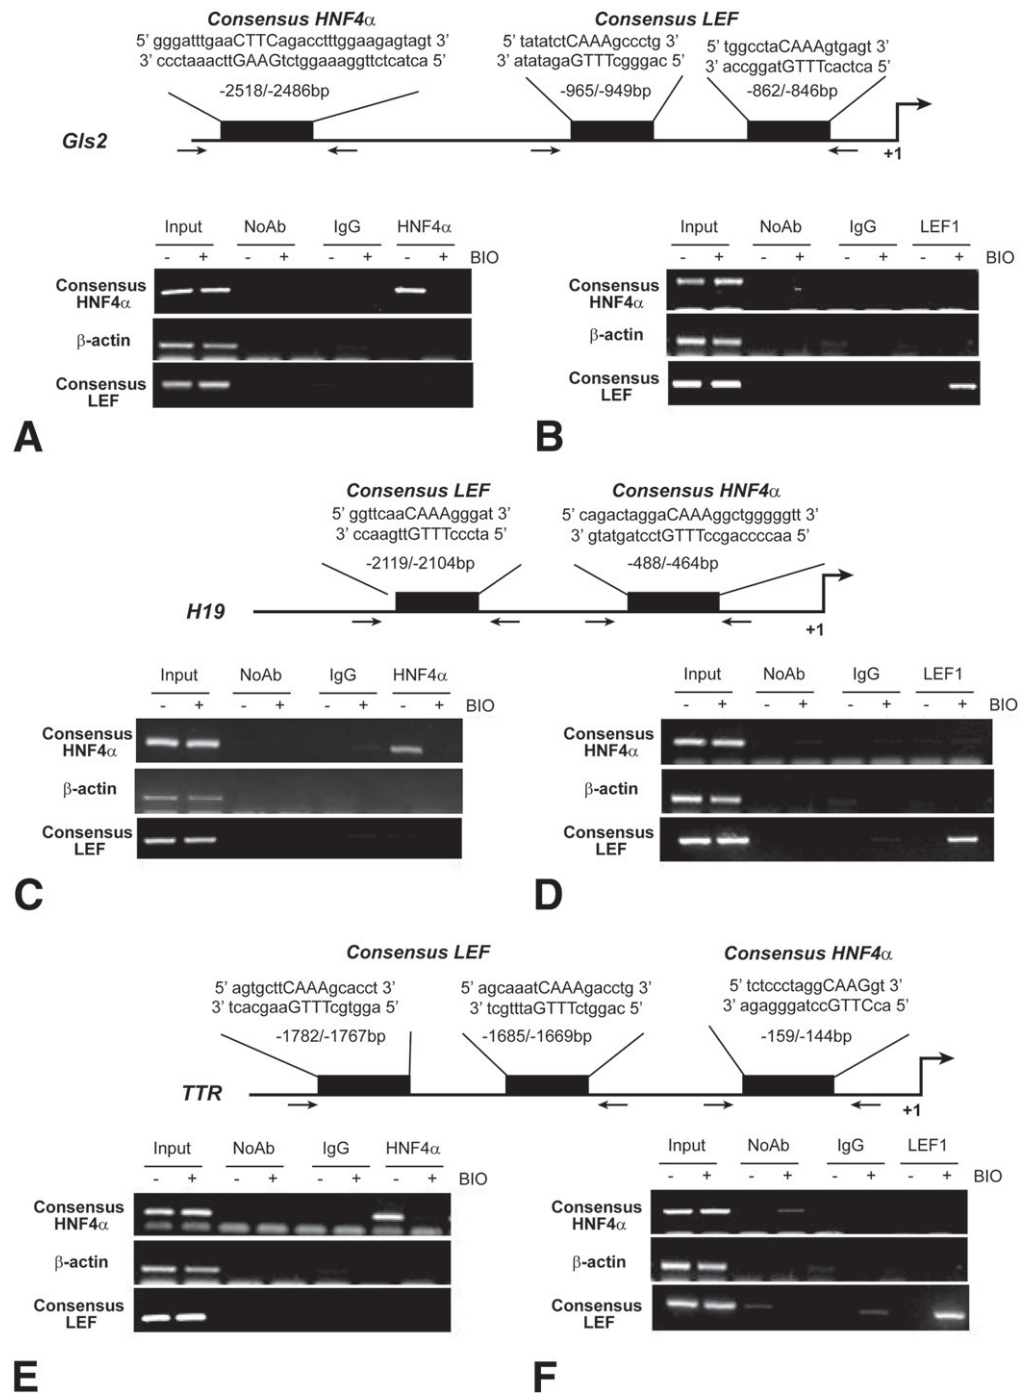 Consensus HNF4α
5' gggatttgaaCTTCagacctttggaagagtagt 3'
3' ccctaaacttGAAGtctggaaaggttctcatca 5'
-2518/-2486bp
Consensus LEF
5' tatatctCAAAgccctg 3'
3' atatagaGTTTcgggac 5'
-965/-949bp
5' tggcctaCAAAgtgagt 3'
3' accggatGTTTcactca 5'
-862/-846bp
Gls2
+1
Input NoAb IgG HNF4α
- + - + - + - + BIO
Consensus
HNF4α
β-actin
Consensus
LEF
A
Input NoAb IgG LEF1
- + - + - + - + BIO
Consensus
HNF4α
β-actin
Consensus
LEF
B
Consensus LEF
5' ggttcaaCAAAgggat 3'
3' ccaagttGTTTcccta 5'
-2119/-2104bp
Consensus HNF4α
5' cagactaggaCAAAggctgggggtt 3'
3' gtatgatcctGTTTccgaccccaa 5'
-488/-464bp
H19
+1
Input NoAb IgG HNF4α
- + - + - + - + BIO
Consensus
HNF4α
β-actin
Consensus
LEF
C
Input NoAb IgG LEF1
- + - + - + - + BIO
Consensus
HNF4α
β-actin
Consensus
LEF
D
Consensus LEF
5' agtgcttCAAAgcacct 3'
3' tcacgaaGTTTcgtgga 5'
-1782/-1767bp
5' agcaaatCAAAgacctg 3'
3' tcgtttaGTTTctggac 5'
-1685/-1669bp
Consensus HNF4α
5' tctccctaggCAAGgt 3'
3' agagggatccGTTCca 5'
-159/-144bp
TTR
+1
Input NoAb IgG HNF4α
- + - + - + - + BIO
Consensus
HNF4α
β-actin
Consensus
LEF
E
Input NoAb IgG LEF1
- + - + - + - + BIO
Consensus
HNF4α
β-actin
Consensus
LEF
F